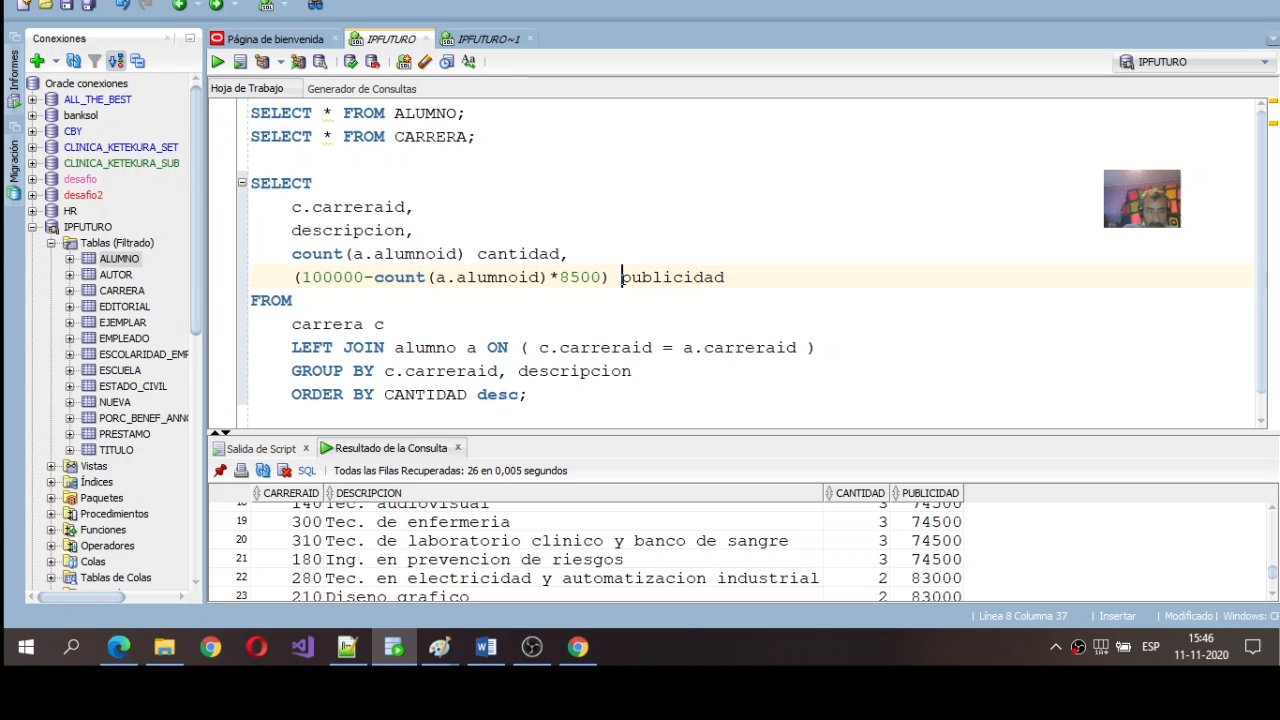 Conexiones
Página de bienvenida
IPFUTURO
IPFUTURO~1
Informes
Migración
Oracle conexiones
ALL_THE_BEST
banksol
CBY
CLINICA_KETEKURA_SET
CLINICA_KETEKURA_SUB
desafio
desafio2
HR
IPFUTURO
Tablas (Filtrado)
ALUMNO
AUTOR
CARRERA
EDITORIAL
EJEMPLAR
EMPLEADO
ESCOLARIDAD_EMP
ESCUELA
ESTADO_CIVIL
NUEVA
PORC_BENEF_ANNO
PRESTAMO
TITULO
Vistas
Índices
Paquetes
Procedimientos
Funciones
Operadores
Colas
Tablas de Colas
IPFUTURO
Hoja de Trabajo
Generador de Consultas
SELECT * FROM ALUMNO;
SELECT * FROM CARRERA;
SELECT
c.carreraid,
descripcion,
count(a.alumnoid) cantidad,
(100000-count(a.alumnoid)*8500) publicidad
FROM
carrera c
LEFT JOIN alumno a ON ( c.carreraid = a.carreraid )
GROUP BY c.carreraid, descripcion
ORDER BY CANTIDAD desc;
Salida de Script
Resultado de la Consulta
SQL
Todas las Filas Recuperadas: 26 en 0,005 segundos
CARRERAID DESCRIPCION CANTIDAD PUBLICIDAD
18 140 Tec. audiovisual 3 74500
19 300 Tec. de enfermeria 3 74500
20 310 Tec. de laboratorio clinico y banco de sangre 3 74500
21 180 Ing. en prevencion de riesgos 3 74500
22 280 Tec. en electricidad y automatizacion industrial 2 83000
23 210 Diseno grafico 2 83000
Línea 8 Columna 37
Insertar
Modificado
Windows:
ESP
15:46
11-11-2020